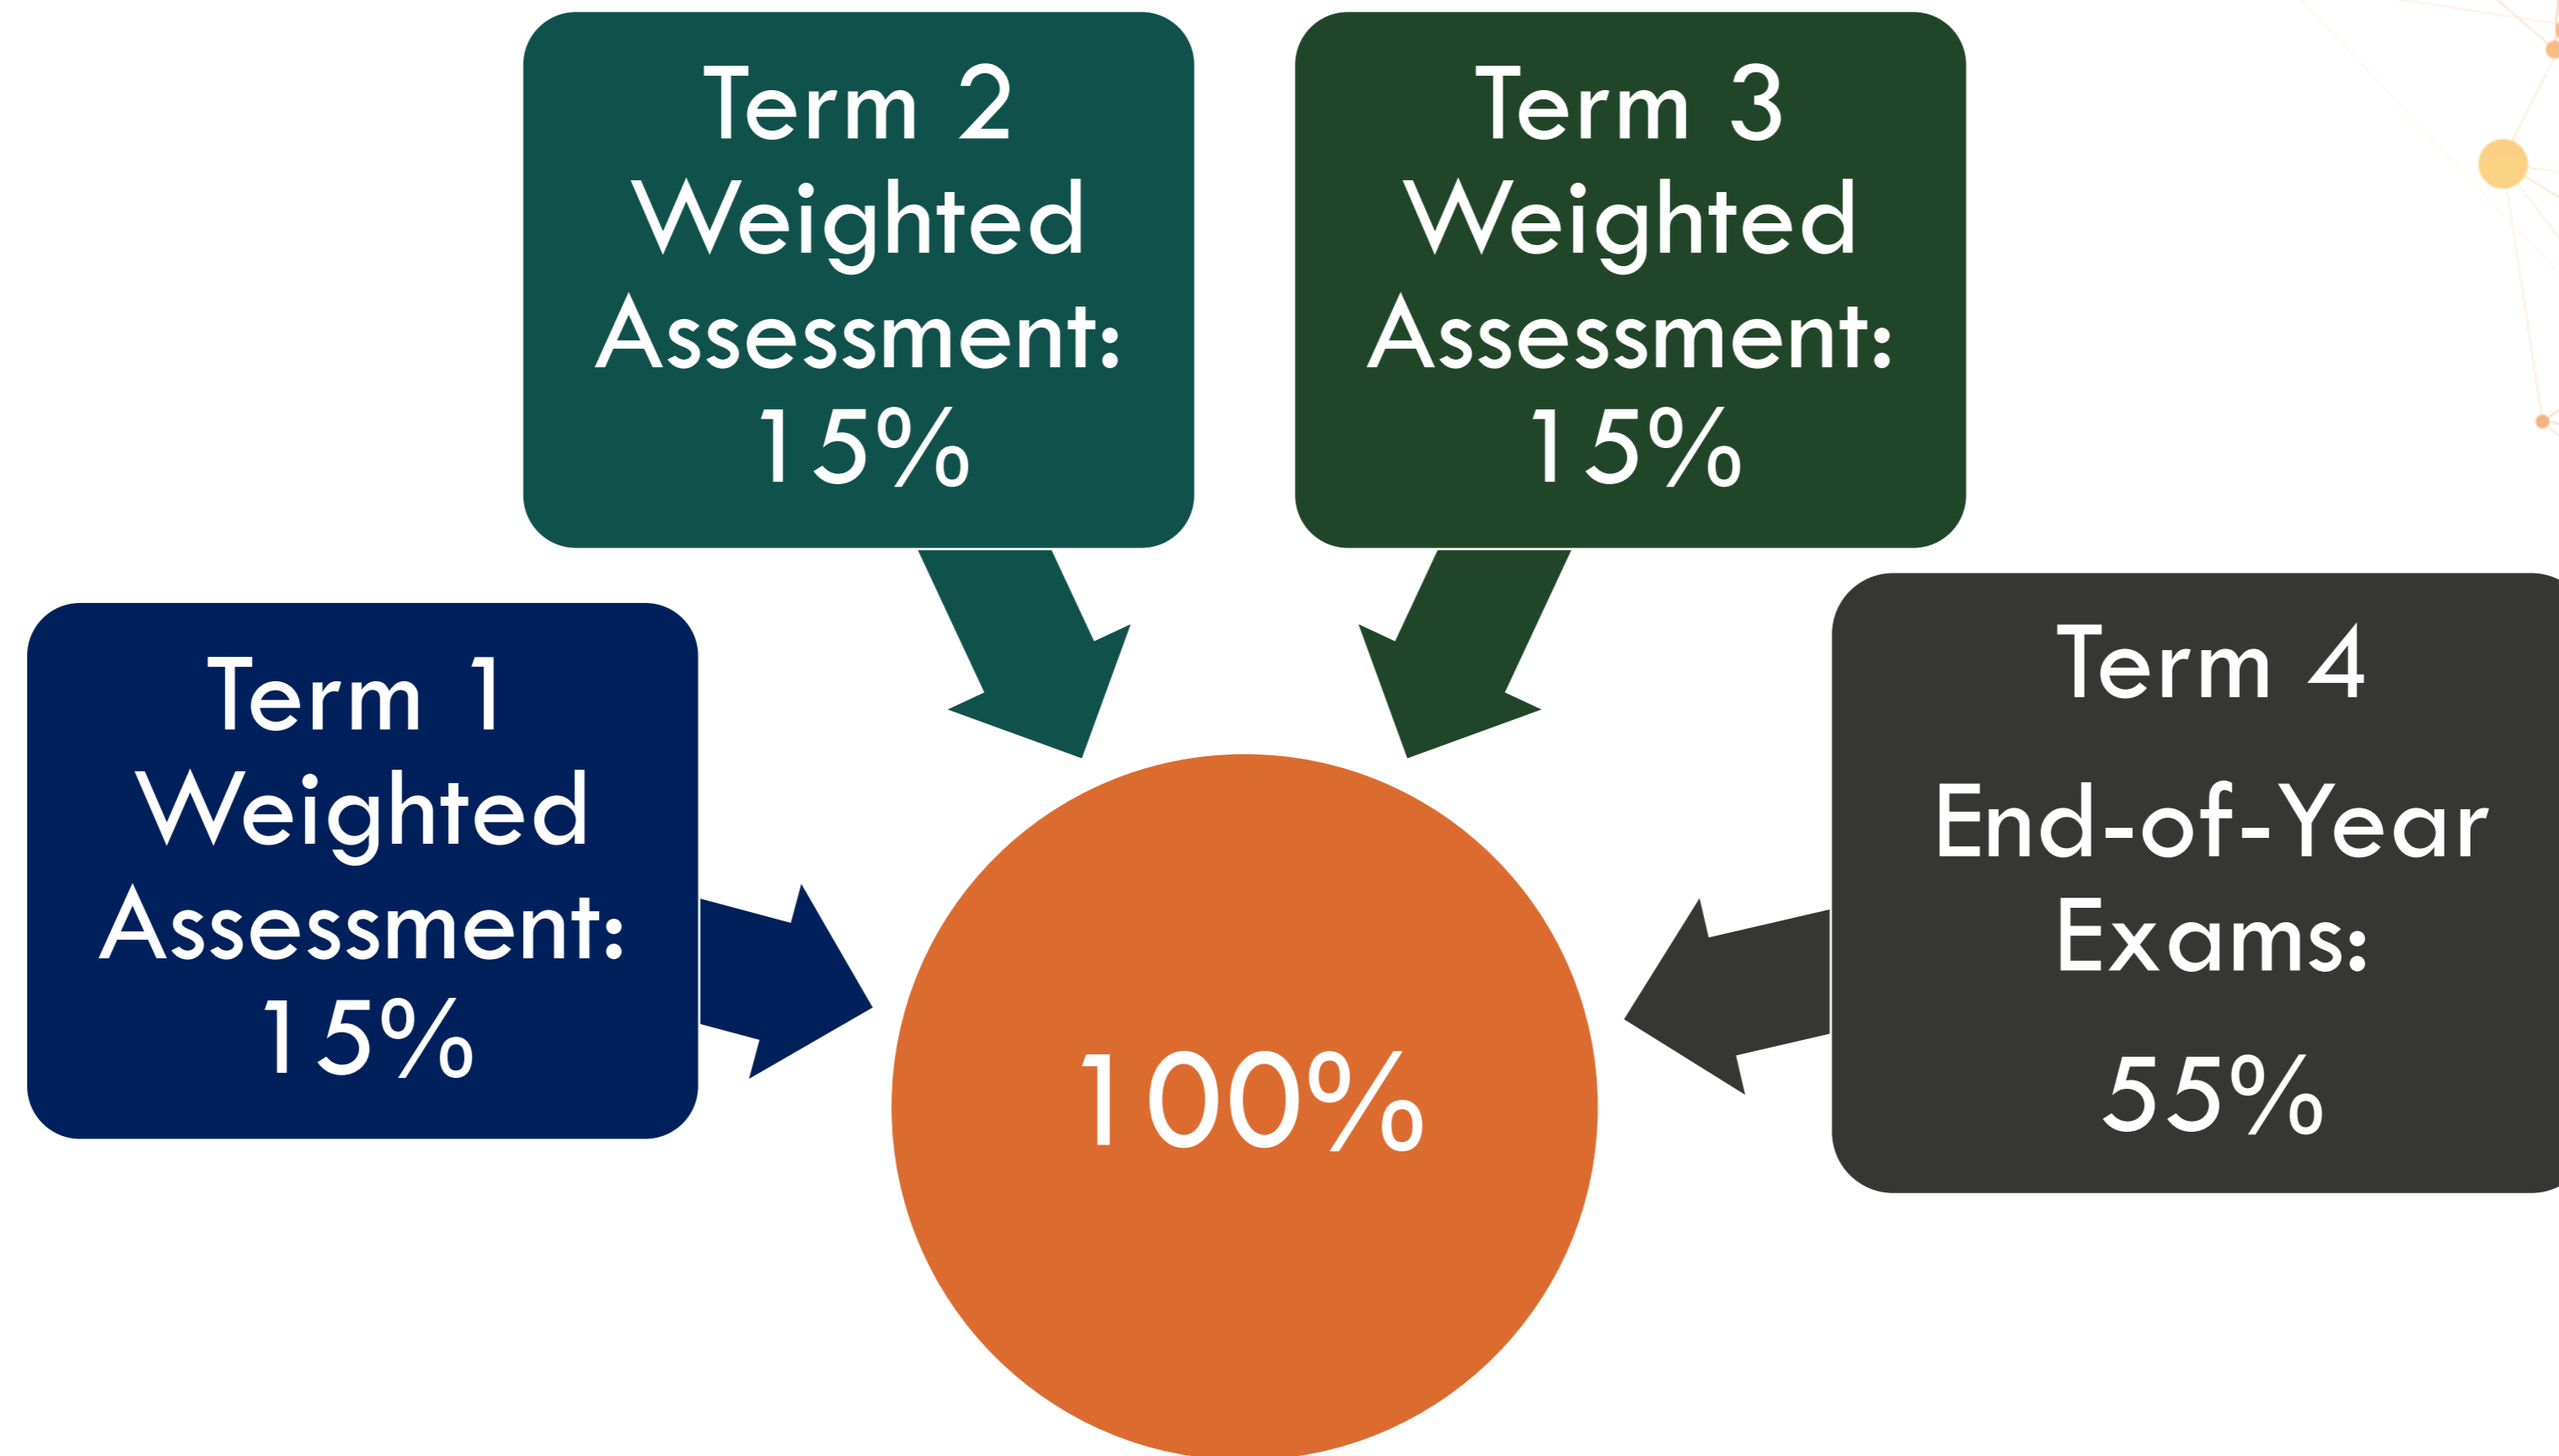 Term 1
Weighted
Assessment:
15%
Term 2
Weighted
Assessment:
15%
Term 3
Weighted
Assessment:
15%
Term 4
End-of-Year
Exams:
55%
100%